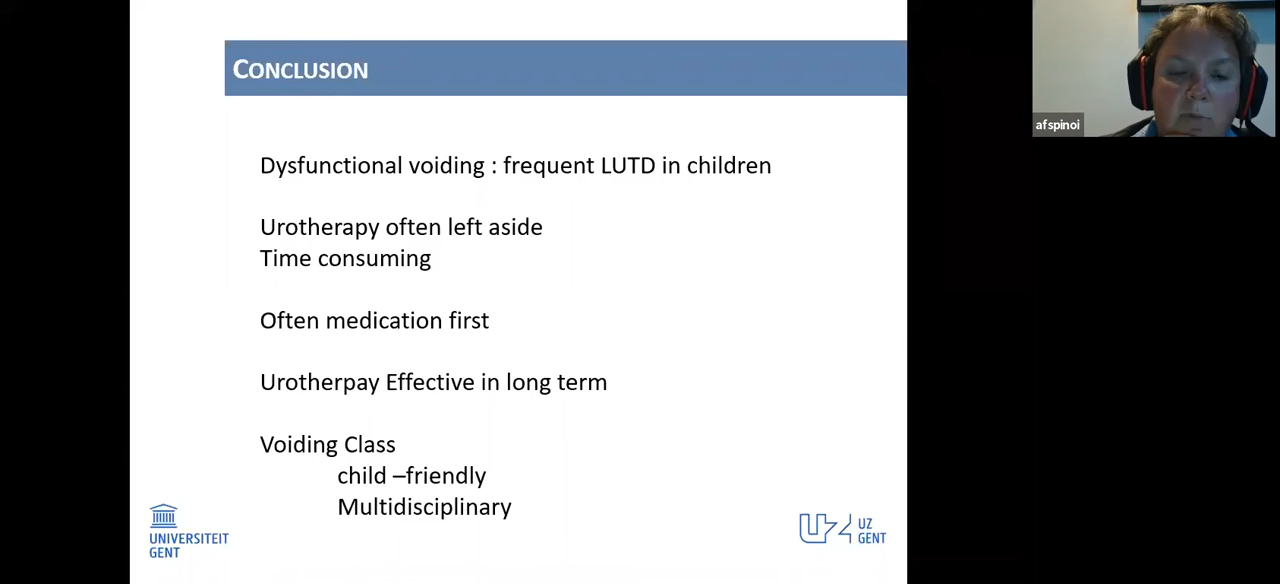 CONCLUSION
afspinoi
Dysfunctional voiding : frequent LUTD in children
Urotherapy often left aside
Time consuming
Often medication first
Urotherpay Effective in long term
Voiding Class
child –friendly
Multidisciplinary
UNIVERSITEIT
GENT
UZ
GENT